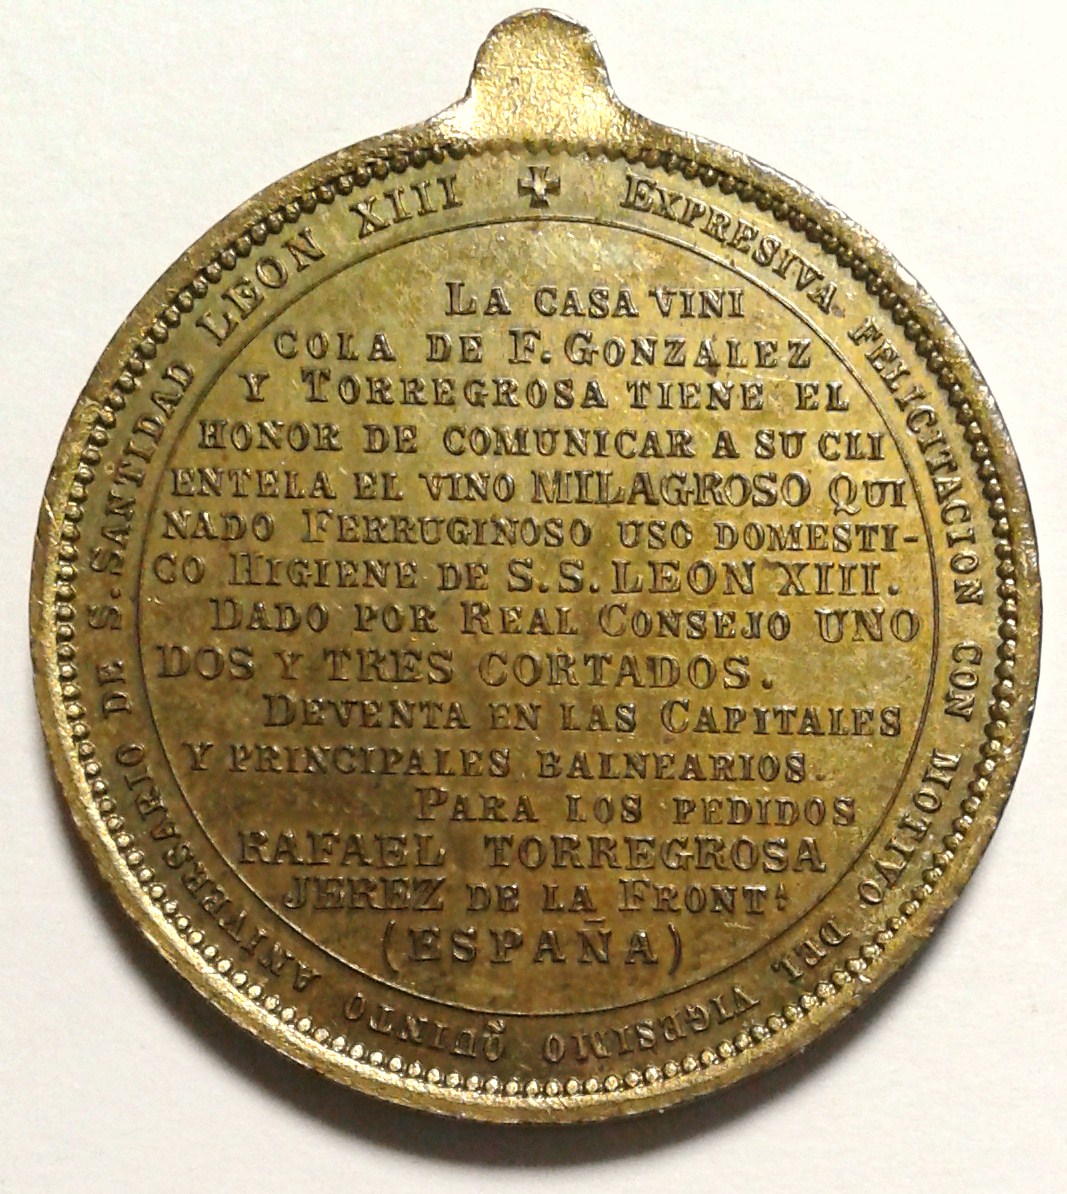 ✠ EXPRESIVA FELICITACION CON MOTIVO DEL VIGESIMO QUINTO ANIVERSARIO DE S. SANTIDAD LEON XIII
LA CASA VINI
COLA DE F. GONZALEZ
Y TORREGROSA TIENE EL
HONOR DE COMUNICAR A SU CLI
ENTELA EL VINO MILAGROSO QUI
NADO FERRUGINOSO USO DOMESTI-
CO HIGIENE DE S.S. LEON XIII.
DADO POR REAL CONSEJO UNO
DOS Y TRES CORTADOS.
DEVENTA EN LAS CAPITALES
Y PRINCIPALES BALNEARIOS.
PARA LOS PEDIDOS
RAFAEL TORREGROSA
JEREZ DE LA FRONT.ᴬ
(ESPAÑA)